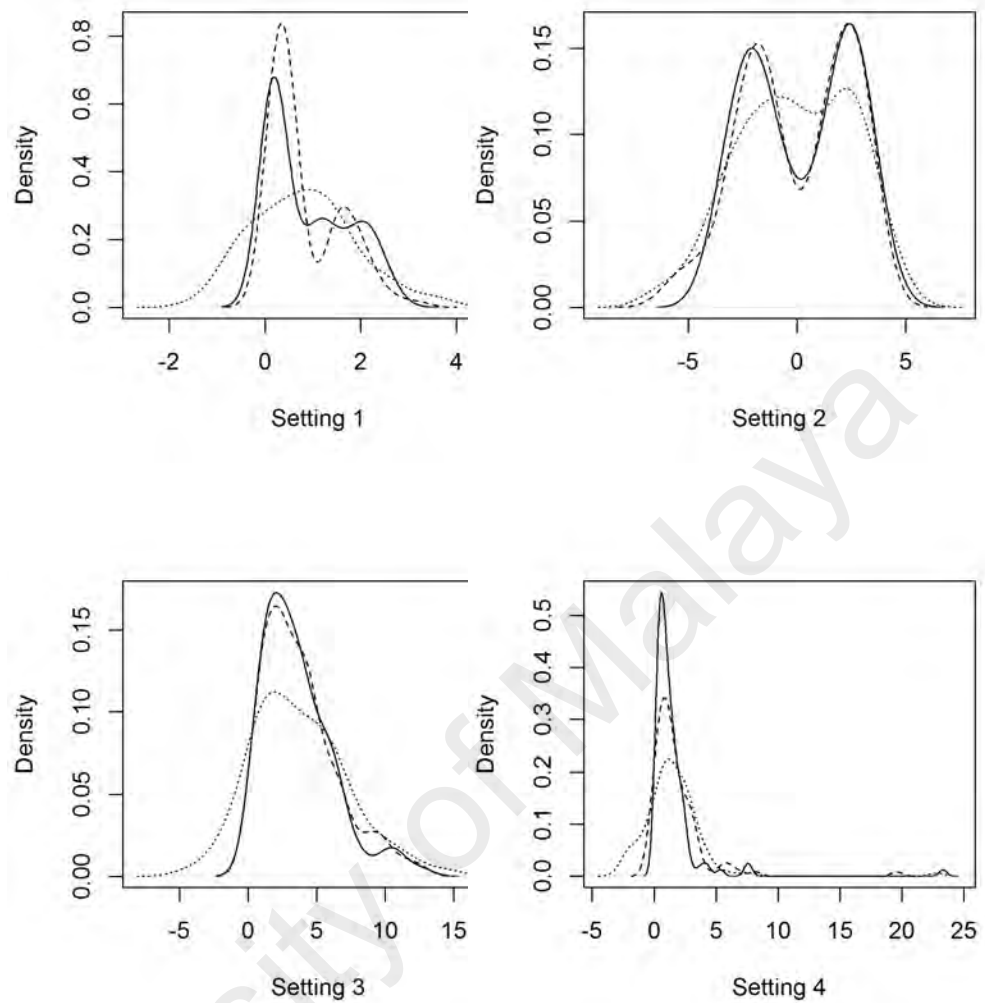 Density
0.0 0.2 0.4 0.6 0.8
-2 0 2 4
Setting 1
Density
0.00 0.05 0.10 0.15
-5 0 5
Setting 2
Density
0.00 0.05 0.10 0.15
-5 0 5 10 15
Setting 3
Density
0.0 0.1 0.2 0.3 0.4 0.5
-5 0 5 10 15 20 25
Setting 4
sity of Malaya